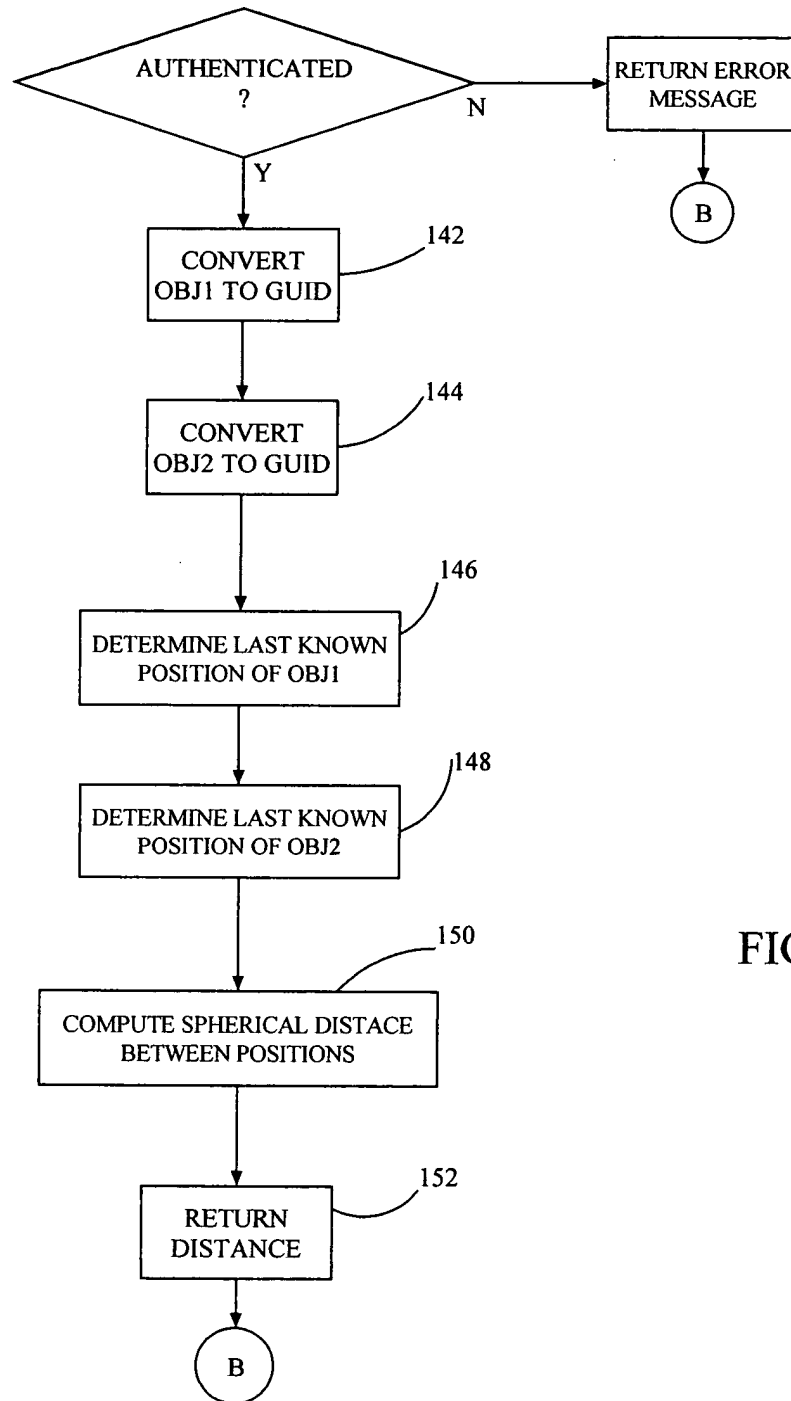 AUTHENTICATED
?
N
Y
RETURN ERROR
MESSAGE
B
142
CONVERT
OBJ1 TO GUID
144
CONVERT
OBJ2 TO GUID
146
DETERMINE LAST KNOWN
POSITION OF OBJ1
148
DETERMINE LAST KNOWN
POSITION OF OBJ2
150
COMPUTE SPHERICAL DISTACE
BETWEEN POSITIONS
152
RETURN
DISTANCE
B